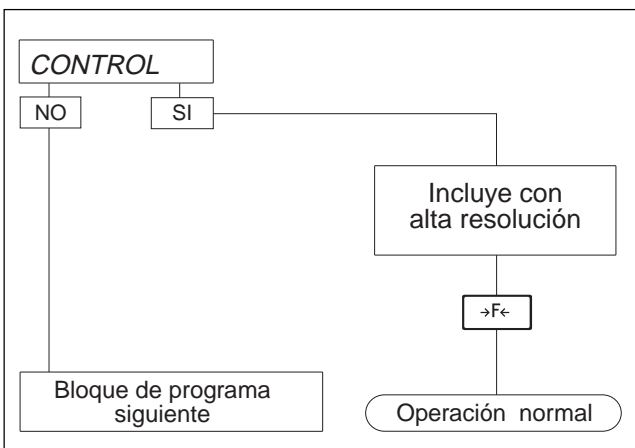 CONTROL
NO
SI
Incluye con
alta resolución
→F←
Bloque de programa
siguiente
Operación normal